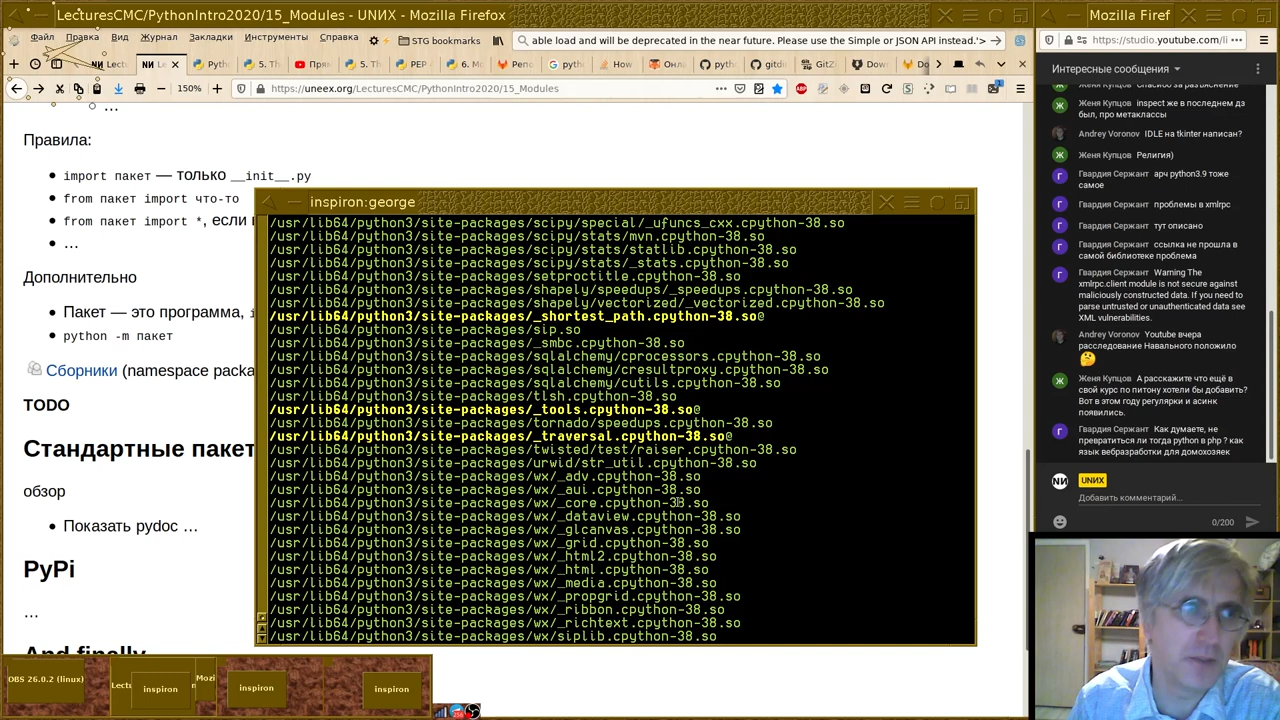 LecturesCMC/PythonIntro2020/15_Modules - UNИX - Mozilla Firefox
Файл Правка Вид Журнал Закладки Инструменты Справка
STG bookmarks
able load and will be deprecated in the near future. Please use the Simple or JSON API instead.'>
150%
https://uneex.org/LecturesCMC/PythonIntro2020/15_Modules
...
Правила:
import пакет — только __init__.py
from пакет import что-то
from пакет import *, если
...
Дополнительно
Пакет — это программа,
python -m пакет
Сборники (namespace packa
TODO
Стандартные пакет
обзор
Показать pydoc …
PyPi
...
And finally
inspiron:george
/usr/lib64/python3/site-packages/scipy/special/_ufuncs_cxx.cpython-38.so
/usr/lib64/python3/site-packages/scipy/stats/mvn.cpython-38.so
/usr/lib64/python3/site-packages/scipy/stats/statlib.cpython-38.so
/usr/lib64/python3/site-packages/scipy/stats/_stats.cpython-38.so
/usr/lib64/python3/site-packages/setproctitle.cpython-38.so
/usr/lib64/python3/site-packages/shapely/speedups/_speedups.cpython-38.so
/usr/lib64/python3/site-packages/shapely/vectorized/_vectorized.cpython-38.so
/usr/lib64/python3/site-packages/_shortest_path.cpython-38.so@
/usr/lib64/python3/site-packages/sip.so
/usr/lib64/python3/site-packages/_smbc.cpython-38.so
/usr/lib64/python3/site-packages/sqlalchemy/cprocessors.cpython-38.so
/usr/lib64/python3/site-packages/sqlalchemy/cresultproxy.cpython-38.so
/usr/lib64/python3/site-packages/sqlalchemy/cutils.cpython-38.so
/usr/lib64/python3/site-packages/tlsh.cpython-38.so
/usr/lib64/python3/site-packages/_tools.cpython-38.so@
/usr/lib64/python3/site-packages/tornado/speedups.cpython-38.so
/usr/lib64/python3/site-packages/_traversal.cpython-38.so@
/usr/lib64/python3/site-packages/twisted/test/raiser.cpython-38.so
/usr/lib64/python3/site-packages/urwid/str_util.cpython-38.so
/usr/lib64/python3/site-packages/wx/_adv.cpython-38.so
/usr/lib64/python3/site-packages/wx/_aui.cpython-38.so
/usr/lib64/python3/site-packages/wx/_core.cpython-38.so
/usr/lib64/python3/site-packages/wx/_dataview.cpython-38.so
/usr/lib64/python3/site-packages/wx/_glcanvas.cpython-38.so
/usr/lib64/python3/site-packages/wx/_grid.cpython-38.so
/usr/lib64/python3/site-packages/wx/_html2.cpython-38.so
/usr/lib64/python3/site-packages/wx/_html.cpython-38.so
/usr/lib64/python3/site-packages/wx/_media.cpython-38.so
/usr/lib64/python3/site-packages/wx/_propgrid.cpython-38.so
/usr/lib64/python3/site-packages/wx/_ribbon.cpython-38.so
/usr/lib64/python3/site-packages/wx/_richtext.cpython-38.so
/usr/lib64/python3/site-packages/wx/siplib.cpython-38.so
OBS 26.0.2 (linux)
Lectu
inspiron
Mozi
inspiron
inspiron
Mozilla Firef
https://studio.youtube.com/li
Интересные сообщения
Женя Купцов inspect же в последнем дз
был, про метаклассы
Andrey Voronov IDLE на tkinter написан?
Женя Купцов Религия)
Гвардия Сержант арч python3.9 тоже
самое
Гвардия Сержант проблемы в xmlrpc
Гвардия Сержант тут описано
Гвардия Сержант ссылка не прошла в
самой библиотеке проблема
Гвардия Сержант Warning The
xmlrpc.client module is not secure against
maliciously constructed data. If you need
to parse untrusted or unauthenticated data see
XML vulnerabilities.
Andrey Voronov Youtube вчера
расследование Навального положило
Женя Купцов А расскажите что ещё в
свой курс по питону хотели бы добавить?
Вот в этом году регулярки и асинк
появились.
Гвардия Сержант Как думаете, не
превратиться ли тогда python в php ? как
язык вебразработки для домохозяек
UNИX
Добавить комментарий...
0/200